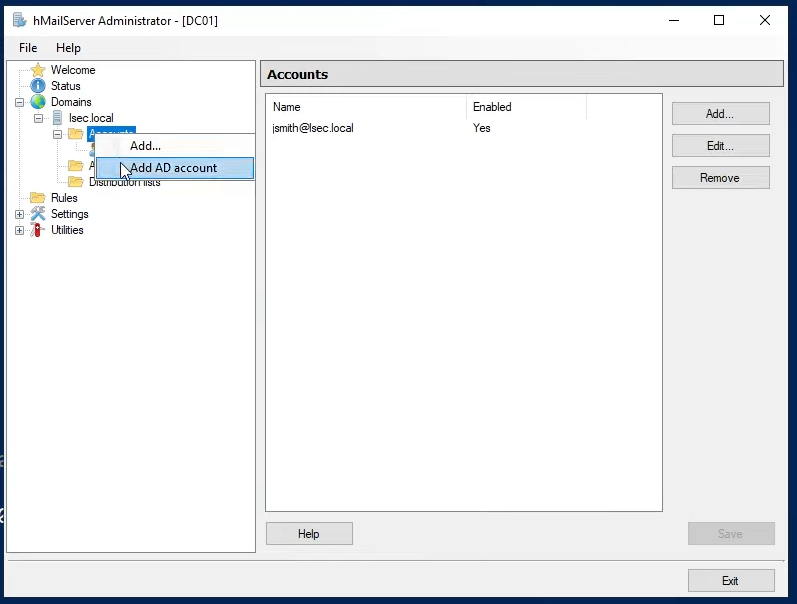 hMailServer Administrator - [DC01]
File Help
Welcome
Status
Domains
lsec.local
Accounts
Add...
Add AD account
Distribution lists
Rules
Settings
Utilities
Accounts
Name Enabled
jsmith@lsec.local Yes
Add...
Edit...
Remove
Help
Save
Exit